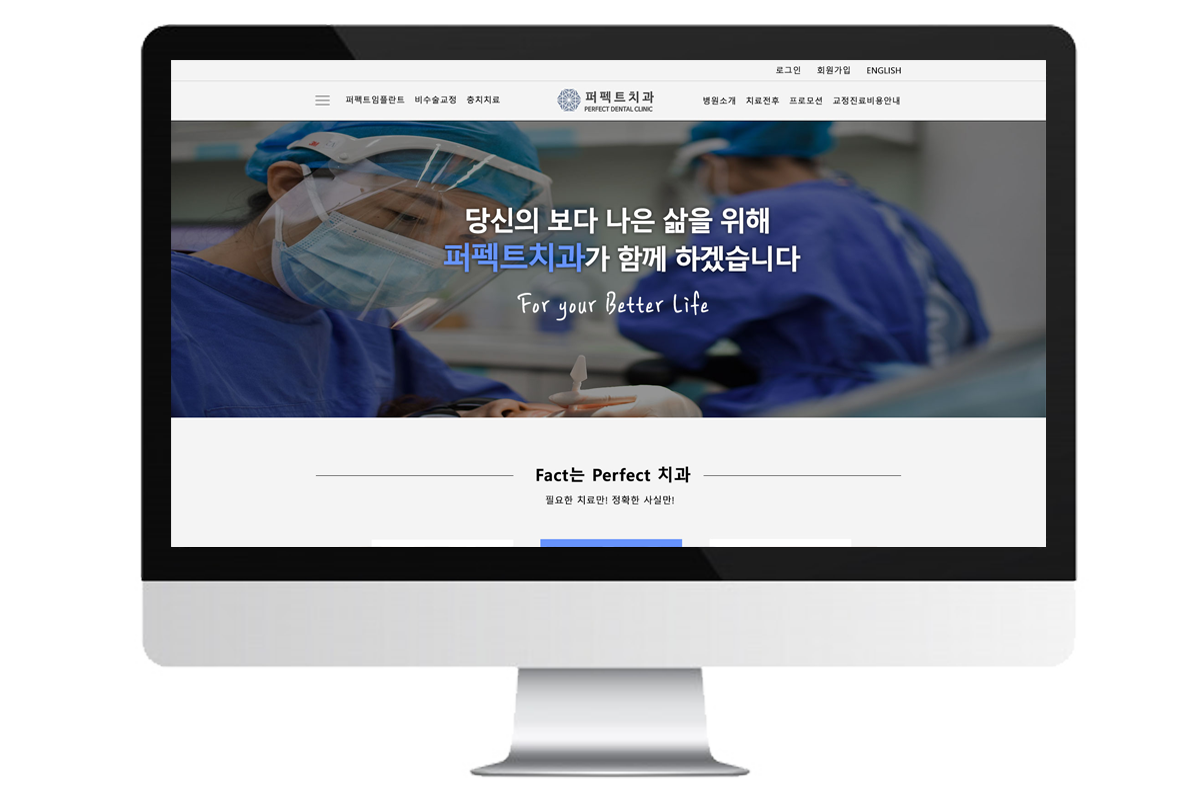 로그인 회원가입 ENGLISH
퍼펙트임플란트 비수술교정 충치치료 퍼펙트치과 병원소개 치료전후 프로모션 교정진료비용안내
PERFECT DENTAL CLINIC
당신의 보다 나은 삶을 위해
퍼펙트치과가 함께 하겠습니다
For your Better Life
Fact는 Perfect 치과
필요한 치료만! 정확한 사실만!